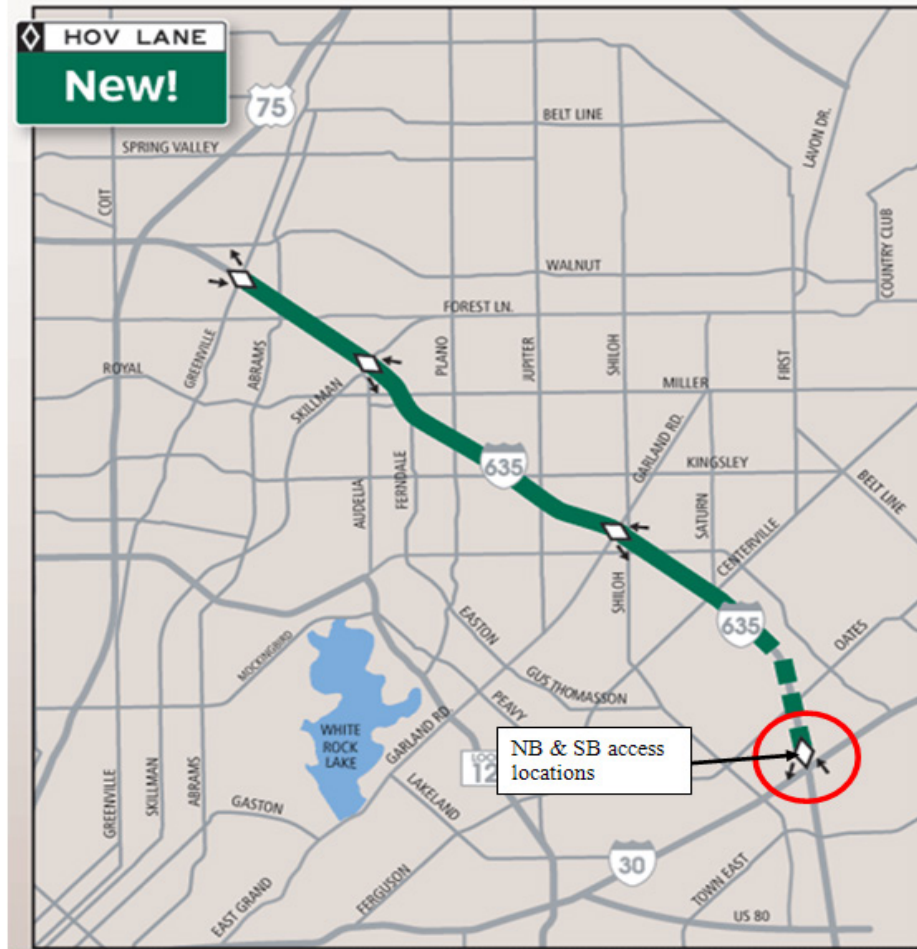 HOV LANE
New!
75
BELT LINE
LAVON DR.
SPRING VALLEY
COIT
COUNTRY CLUB
WALNUT
FOREST LN.
GREENVILLE
ABRAMS
PLANO
JUPITER
SHILOH
FIRST
ROYAL
SKILLMAN
MILLER
GARLAND RD.
635
KINGSLEY
BELT LINE
AUDELIA
FERNDALE
SATURN
CENTERVILLE
SHILOH
635
EASTON
OATES
MOCKINGBIRD
GUS THOMASSON
PEAVY
WHITE
ROCK
LAKE
GARLAND RD.
NB & SB access
locations
GREENVILLE
SKILLMAN
ABRAMS
GASTON
LAKELAND
30
TOWN EAST
EAST GRAND
FERGUSON
US 80